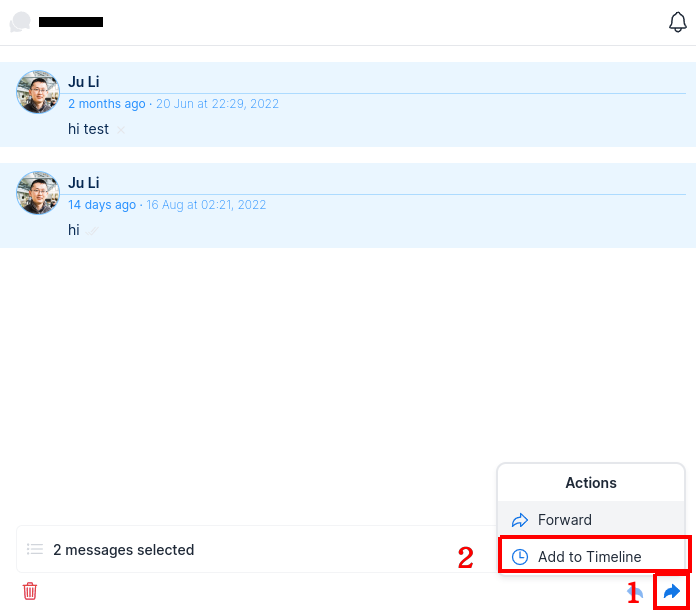 Ju Li
2 months ago · 20 Jun at 22:29, 2022
hi test
Ju Li
14 days ago · 16 Aug at 02:21, 2022
hi
Actions
Forward
2 messages selected
2
Add to Timeline
1